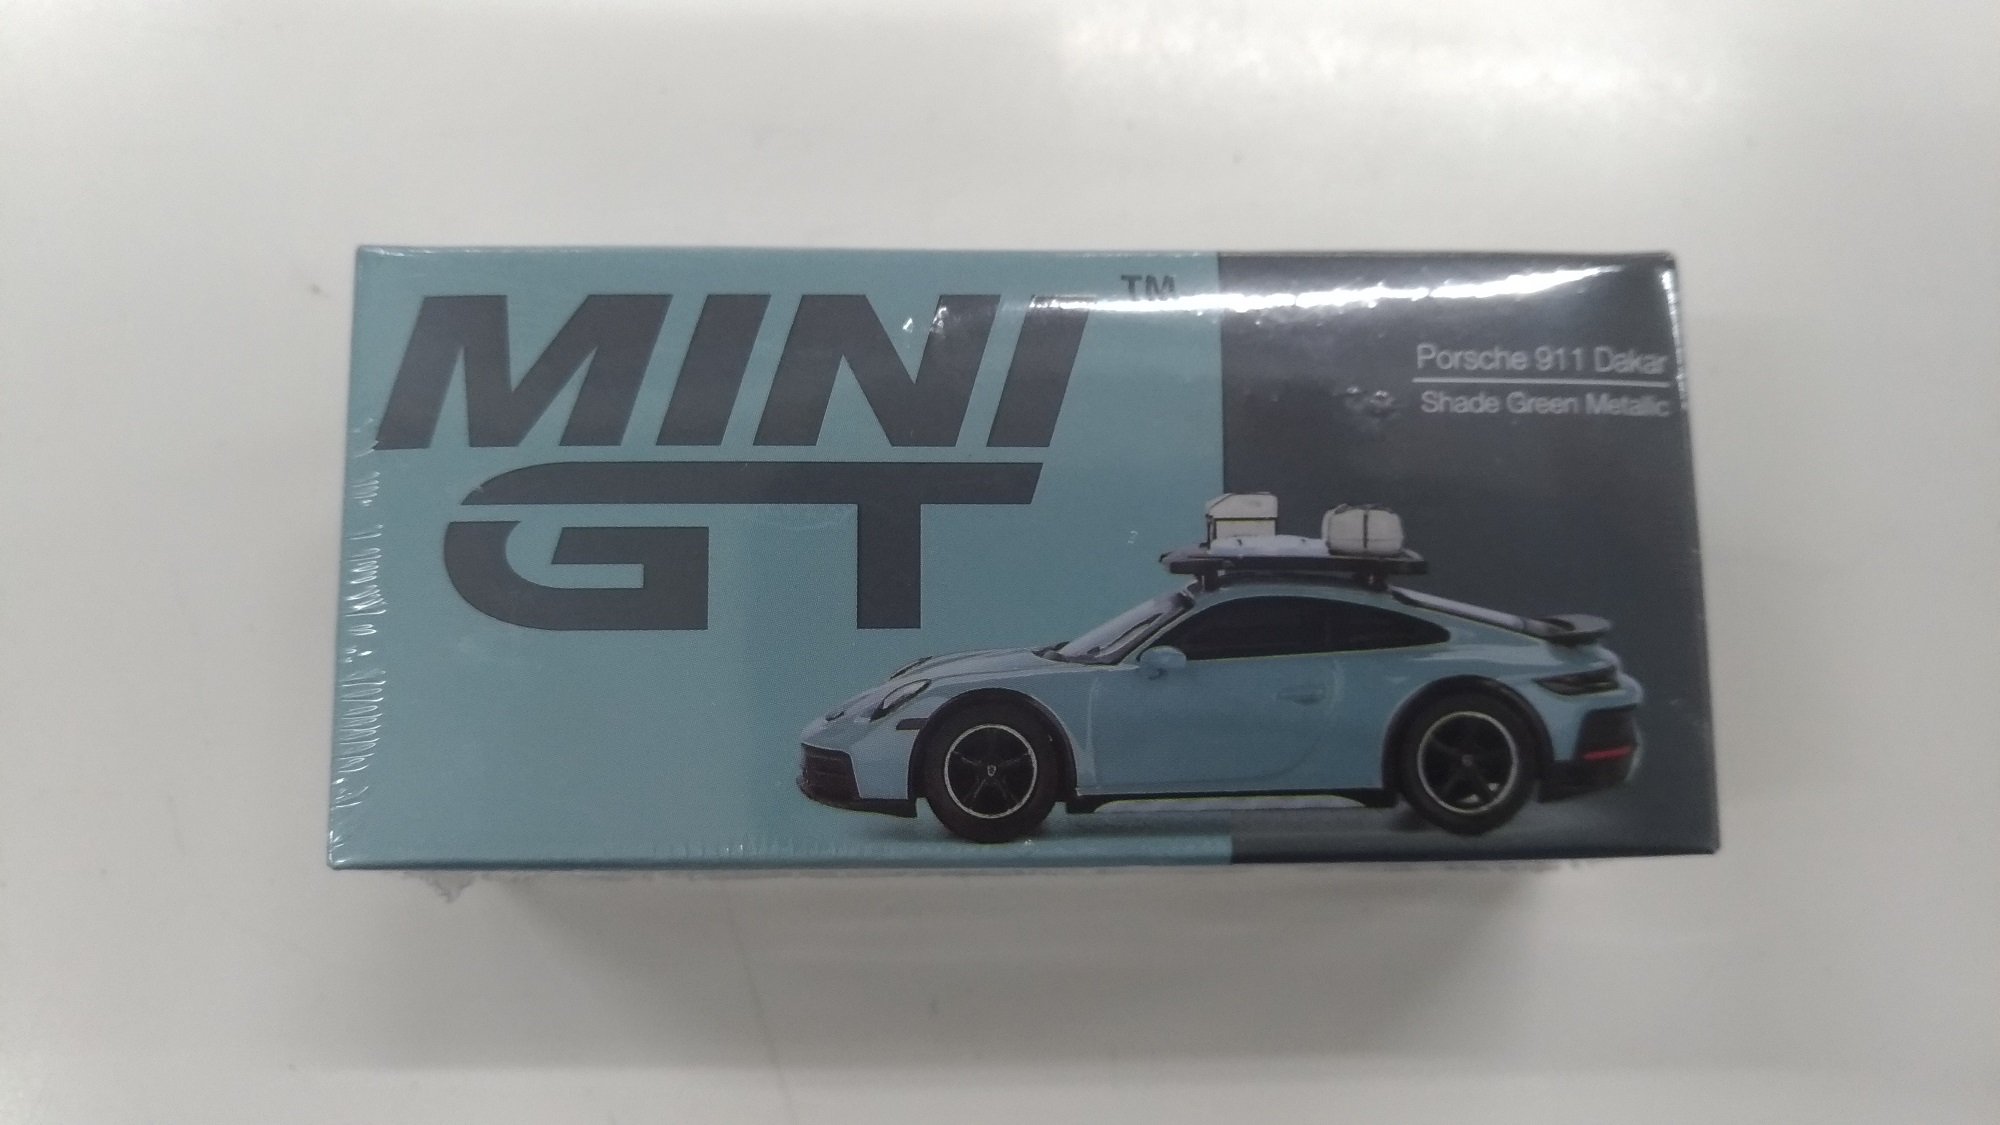 MINI
GT
TM
Porsche 911 Dakar
Shade Green Metallic